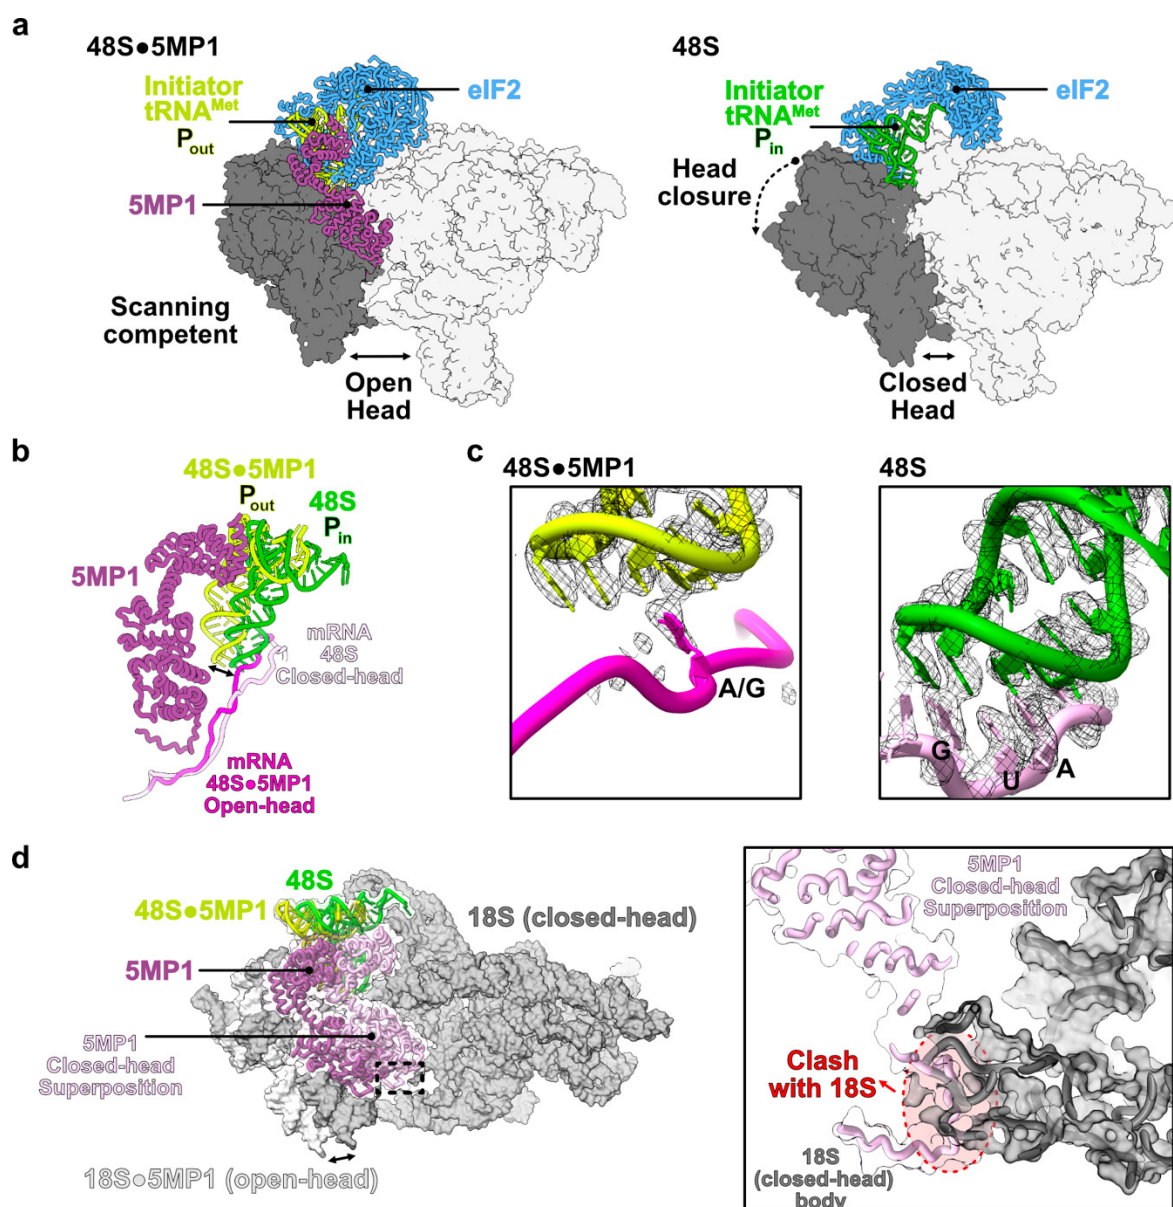 a
48S●5MP1
Initiator
tRNAMet
Pout
eIF2
5MP1
Scanning
competent
Open
Head
48S
Initiator
tRNAMet
Pin
eIF2
Head
closure
Closed
Head
b
48S●5MP1
Pout
48S
Pin
5MP1
mRNA
48S
Closed-head
mRNA
48S●5MP1
Open-head
c
48S●5MP1
A/G
48S
G
U
A
d
48S
48S●5MP1
18S (closed-head)
5MP1
5MP1
Closed-head
Superposition
18S●5MP1 (open-head)
5MP1
Closed-head
Superposition
Clash
with 18S
18S
(closed-head)
body